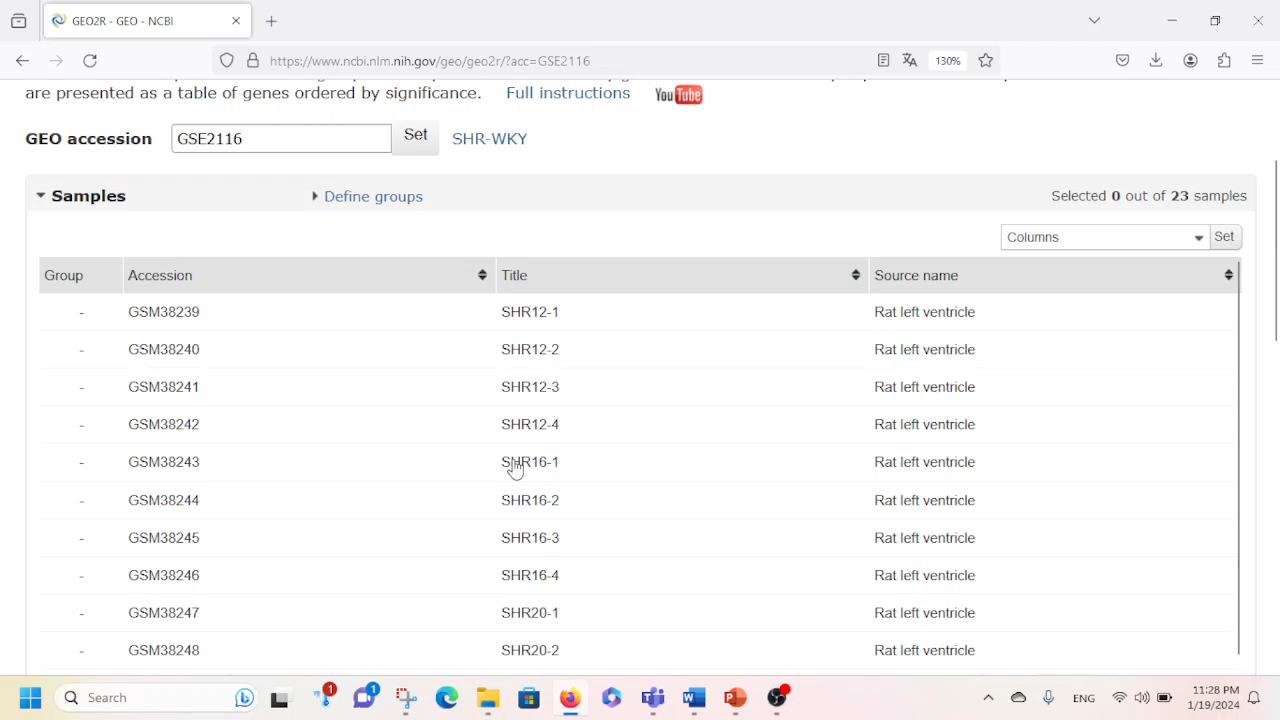 GEO2R - GEO - NCBI
https://www.ncbi.nlm.nih.gov/geo/geo2r/?acc=GSE2116
130%
are presented as a table of genes ordered by significance. Full instructions YouTube
GEO accession GSE2116 Set SHR-WKY
Samples Define groups Selected 0 out of 23 samples
Columns Set
Group Accession Title Source name
- GSM38239 SHR12-1 Rat left ventricle
- GSM38240 SHR12-2 Rat left ventricle
- GSM38241 SHR12-3 Rat left ventricle
- GSM38242 SHR12-4 Rat left ventricle
- GSM38243 SHR16-1 Rat left ventricle
- GSM38244 SHR16-2 Rat left ventricle
- GSM38245 SHR16-3 Rat left ventricle
- GSM38246 SHR16-4 Rat left ventricle
- GSM38247 SHR20-1 Rat left ventricle
- GSM38248 SHR20-2 Rat left ventricle
Search 1 1 ENG 11:28 PM
1/19/2024